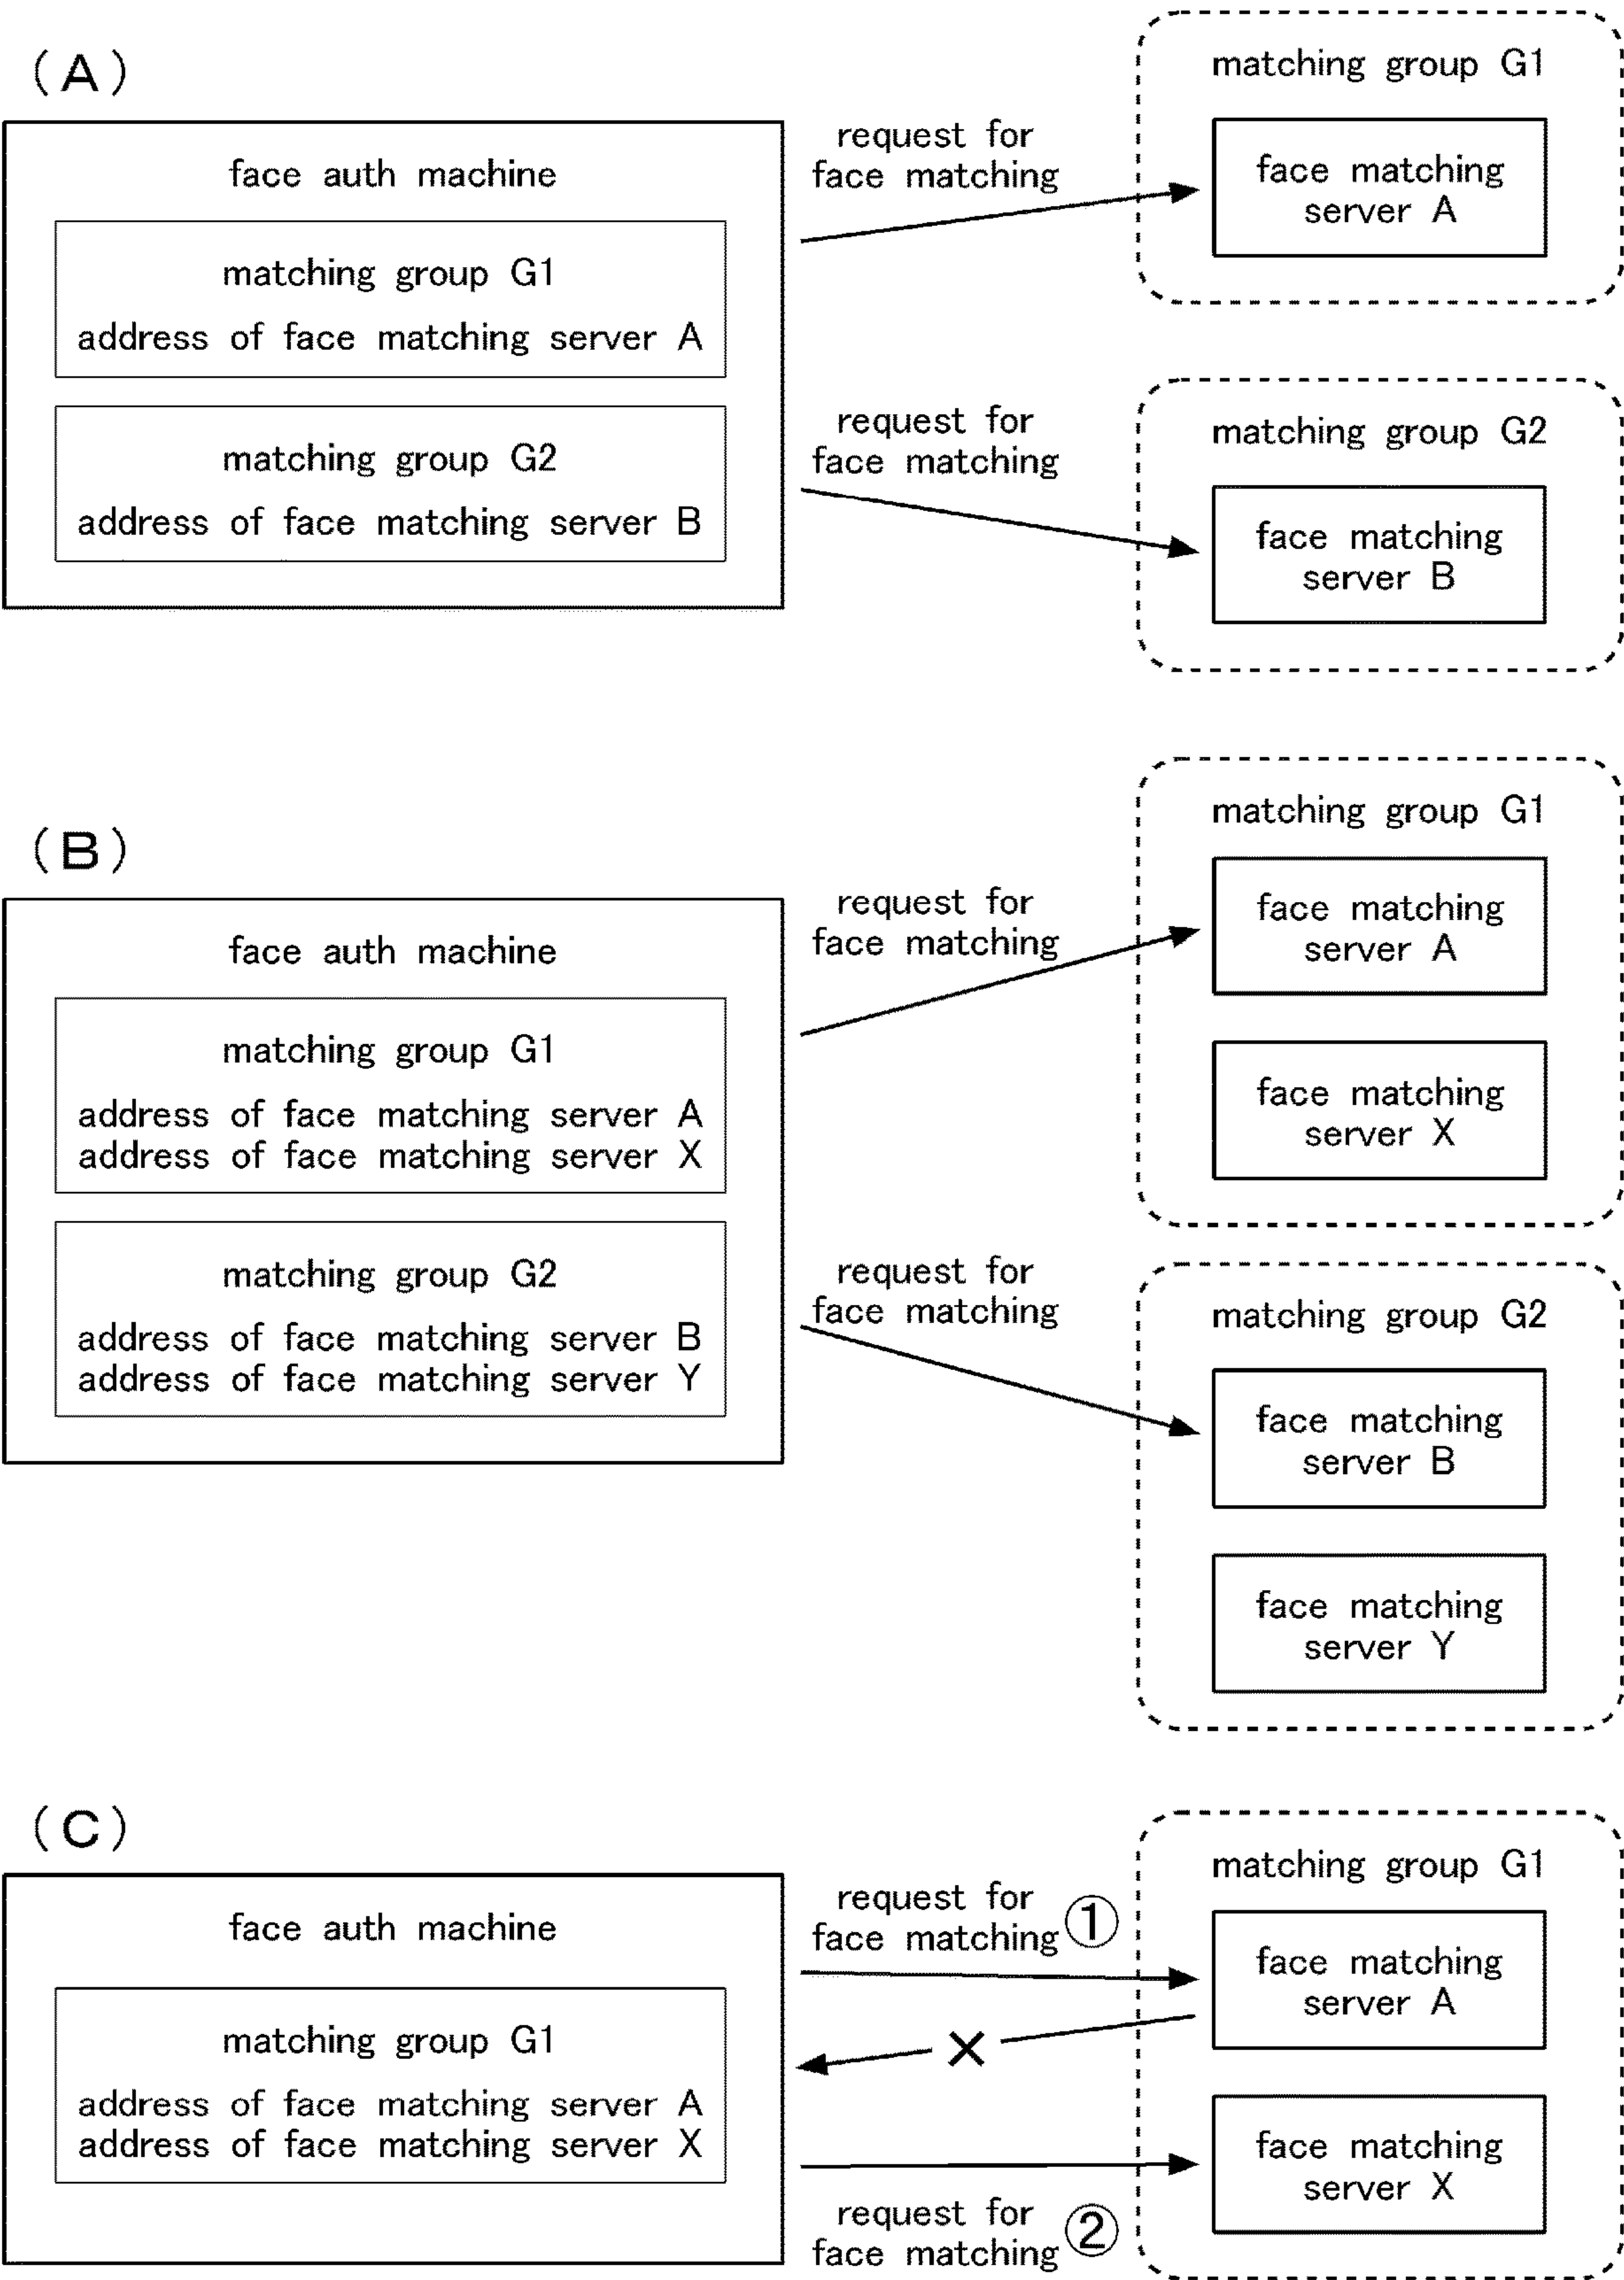 (A)
face auth machine
matching group G1
address of face matching server A
matching group G2
address of face matching server B
request for
face matching
request for
face matching
matching group G1
face matching
server A
matching group G2
face matching
server B
(B)
face auth machine
matching group G1
address of face matching server A
address of face matching server X
matching group G2
address of face matching server B
address of face matching server Y
request for
face matching
request for
face matching
matching group G1
face matching
server A
face matching
server X
matching group G2
face matching
server B
face matching
server Y
(C)
face auth machine
matching group G1
address of face matching server A
address of face matching server X
request for
face matching ①
×
request for
face matching ②
matching group G1
face matching
server A
face matching
server X